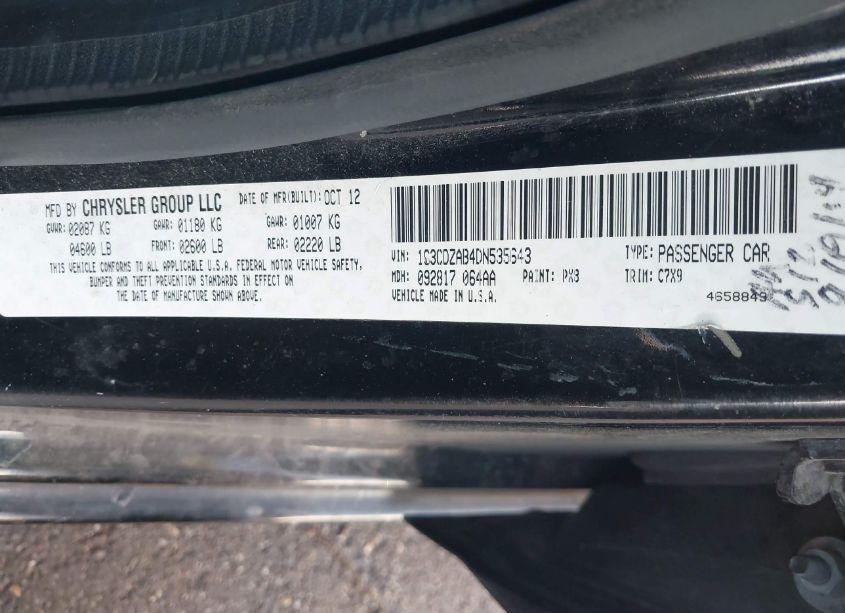 MFD BY CHRYSLER GROUP LLC DATE OF MFR(BUILT): OCT 12
GVWR: 02087 KG GAWR: 01180 KG GAWR: 01007 KG
04600 LB FRONT: 02600 LB REAR: 02220 LB
THIS VEHICLE CONFORMS TO ALL APPLICABLE U.S.A. FEDERAL MOTOR VEHICLE SAFETY,
BUMPER AND THEFT PREVENTION STANDARDS IN EFFECT ON
THE DATE OF MANUFACTURE SHOWN ABOVE.
VIN: 1C3CDZAB4DN535643 TYPE: PASSENGER CAR
MDH: 092817 064AA PAINT: PX3 TRIM: C7X9
VEHICLE MADE IN U.S.A. 4658849